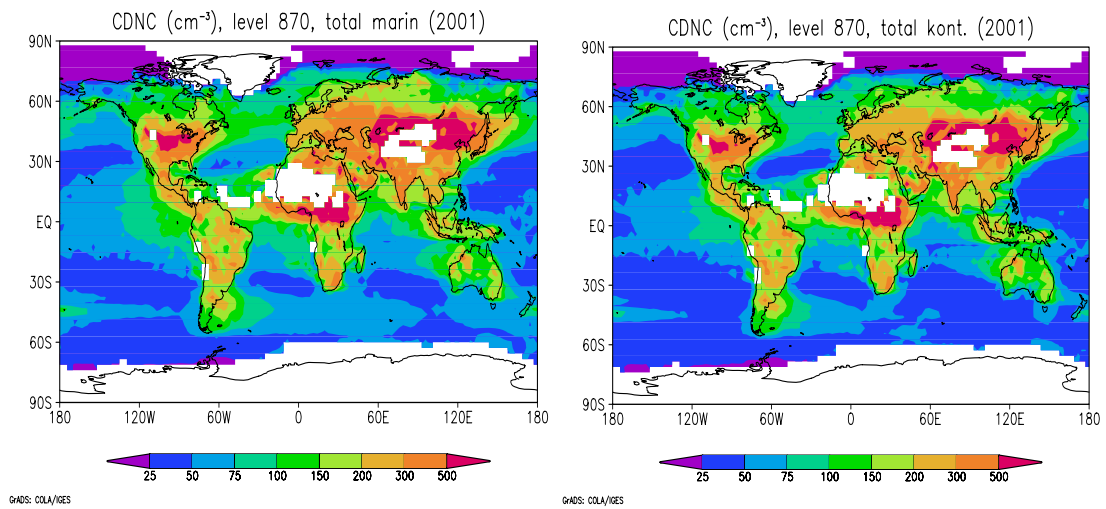 CDNC (cm⁻³), level 870, total marin (2001)
90N
60N
30N
EQ
30S
60S
90S
180 120W 60W 0 60E 120E 180
25 50 75 100 150 200 300 500
GrADS: COLA/IGES
CDNC (cm⁻³), level 870, total kont. (2001)
90N
60N
30N
EQ
30S
60S
90S
180 120W 60W 0 60E 120E 180
25 50 75 100 150 200 300 500
GrADS: COLA/IGES